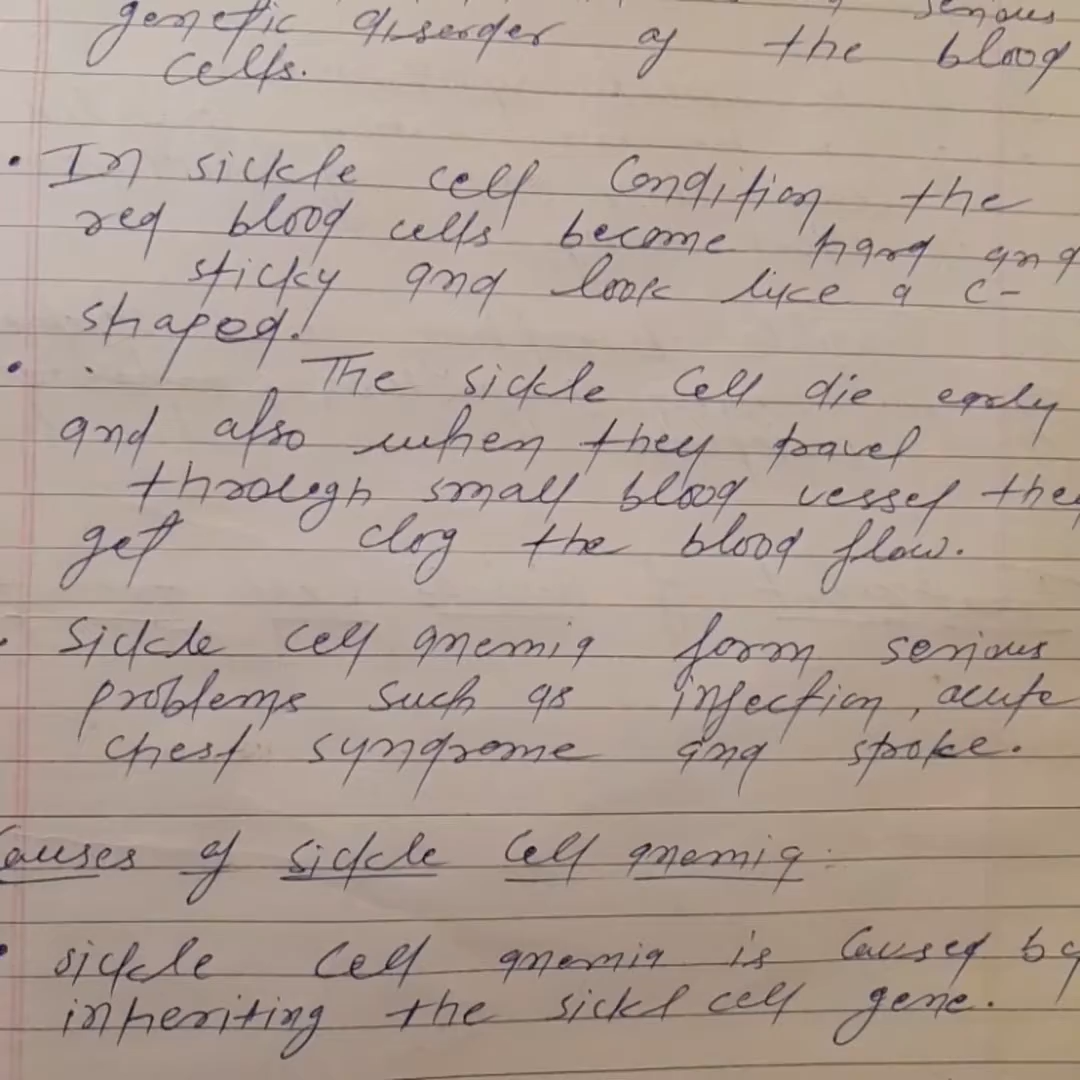 serious
genetic disorder of the blood
cells.
• In sickle cell Condition the
red blood cells become hard and
sticky and look like a C-
shaped.
• The sickle Cell die early
and also when they travel
through small blood vessel they
get clog the blood flow.
• Sickle cell anemia form serious
problems such as infection, acute
chest syndrome and stroke.
Causes of sickle Cell anemia:
• sickle Cell anemia is Caused by
inheriting the sickl cell gene.